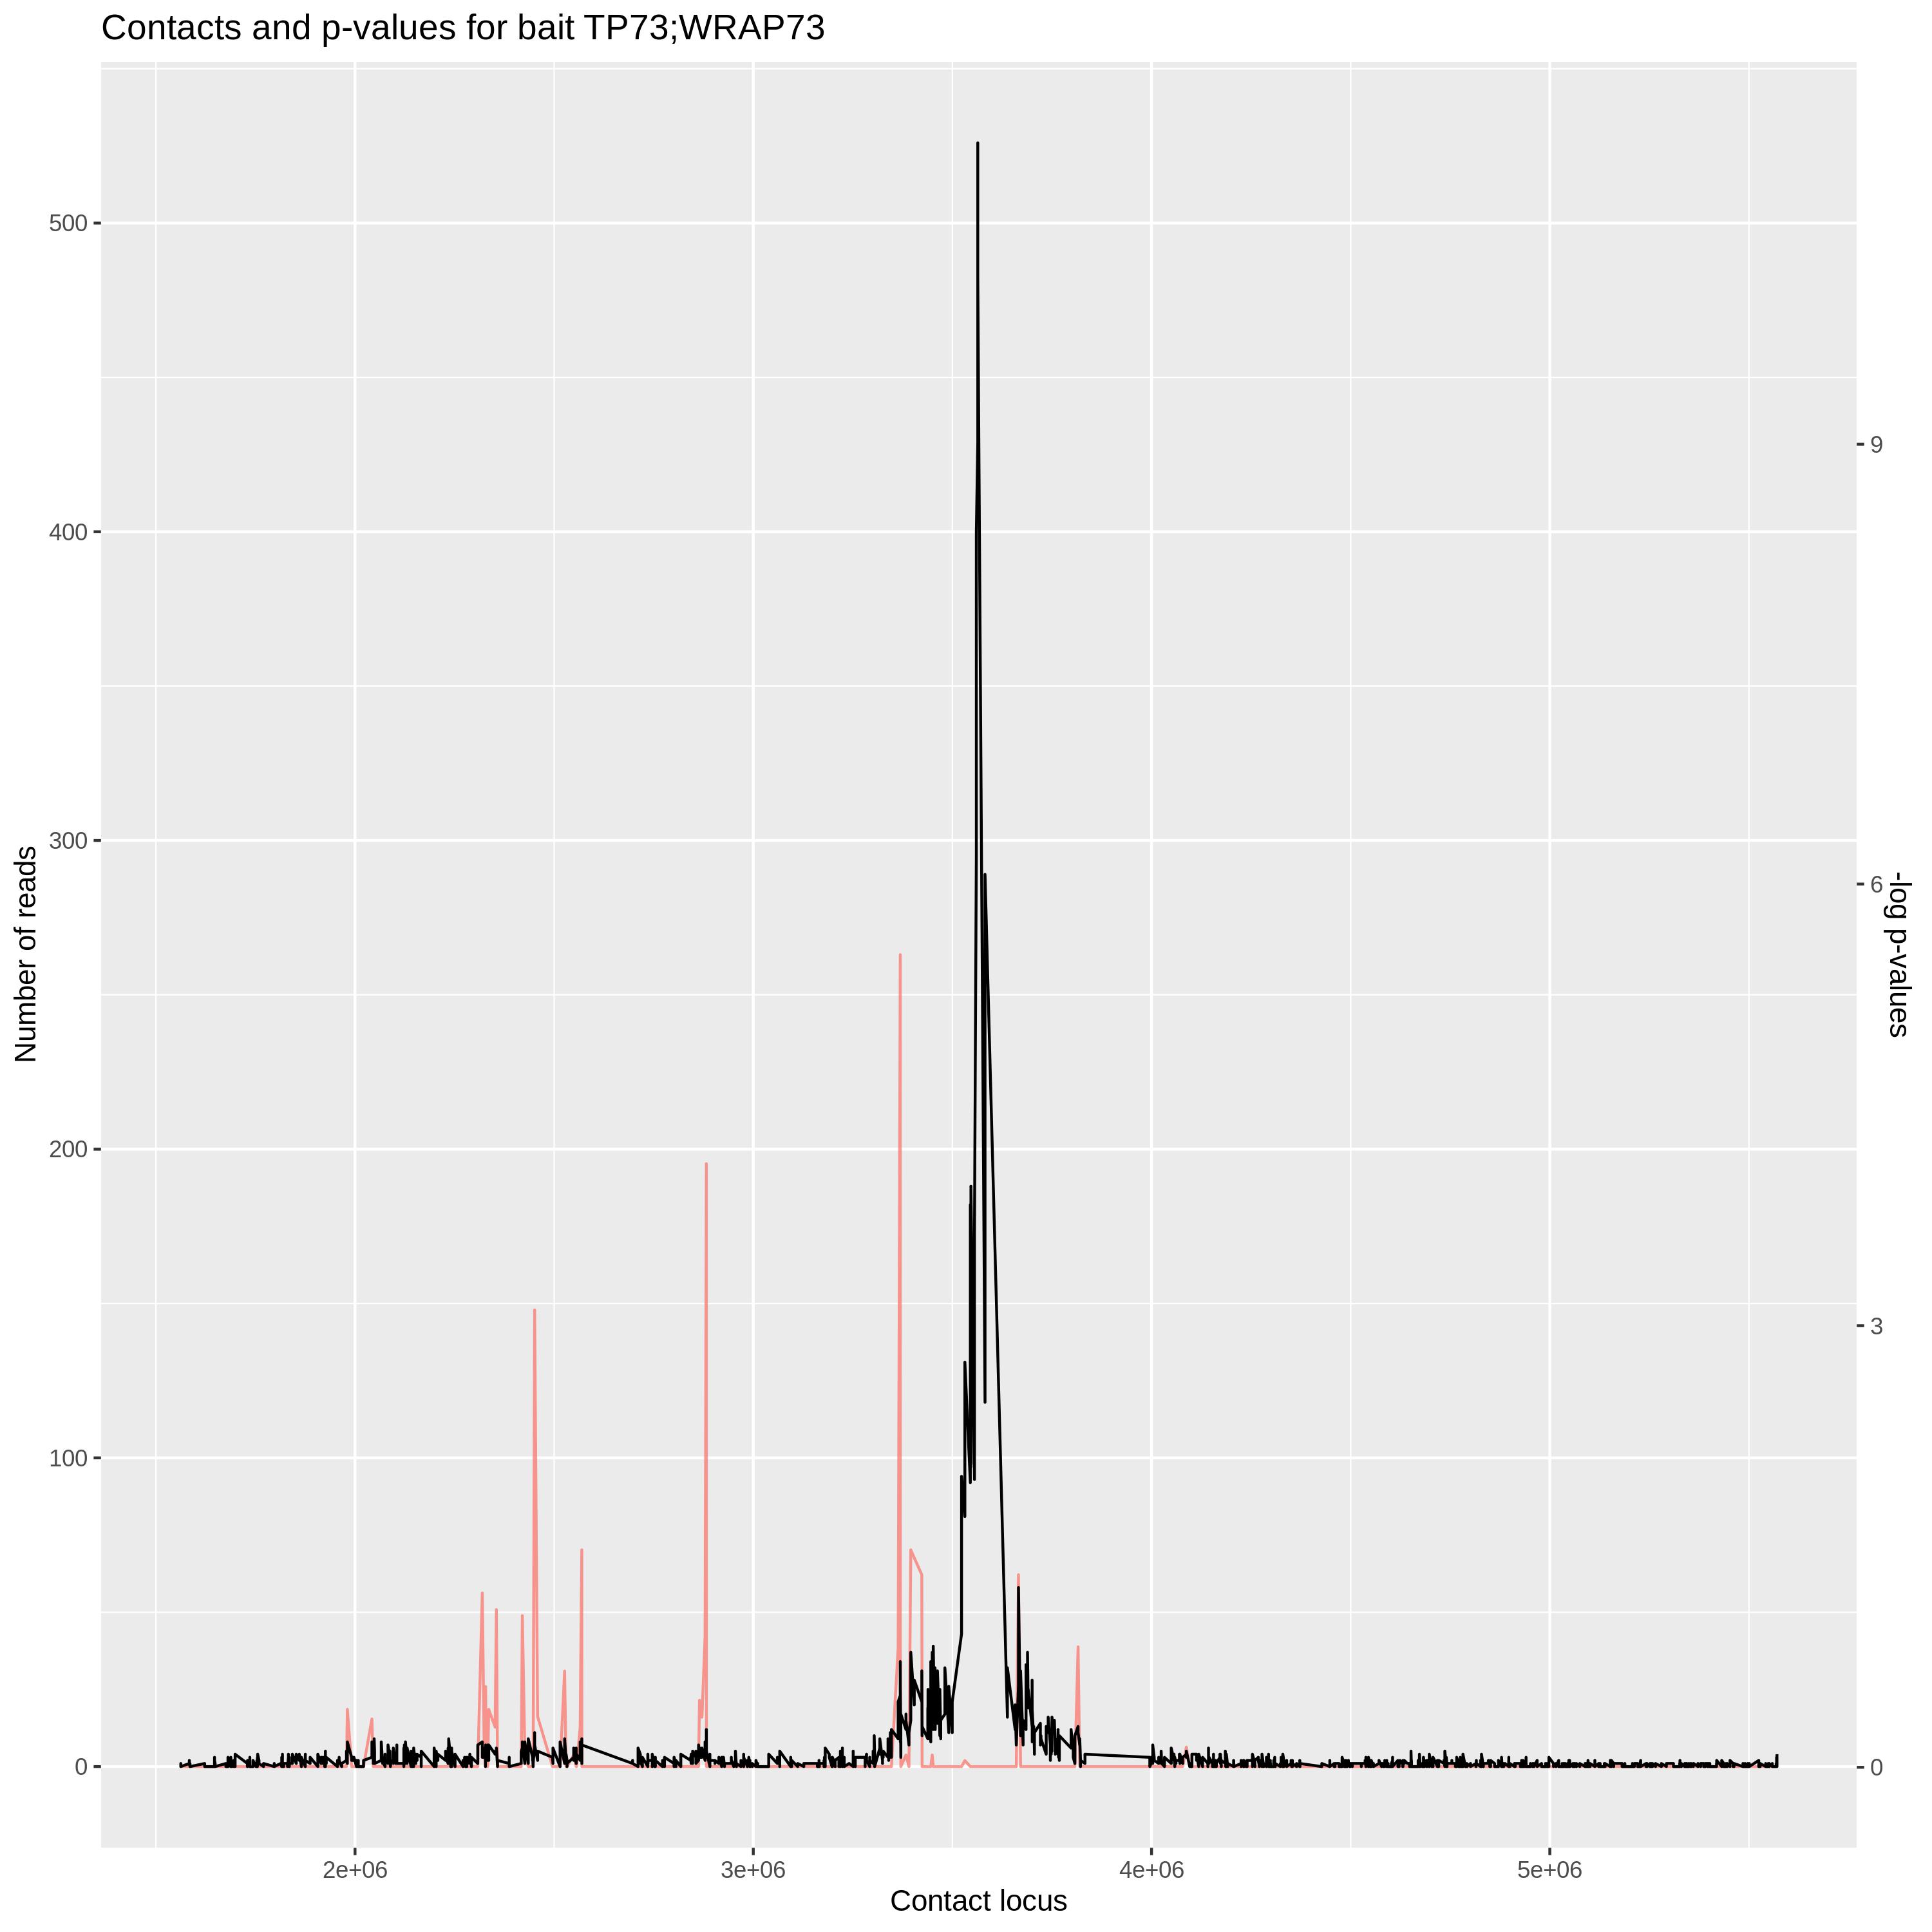 Contacts and p-values for bait TP73;WRAP73
500
400
300
200
100
0
Number of reads
9
6
3
0
-log p-values
2e+06
3e+06
4e+06
5e+06
Contact locus